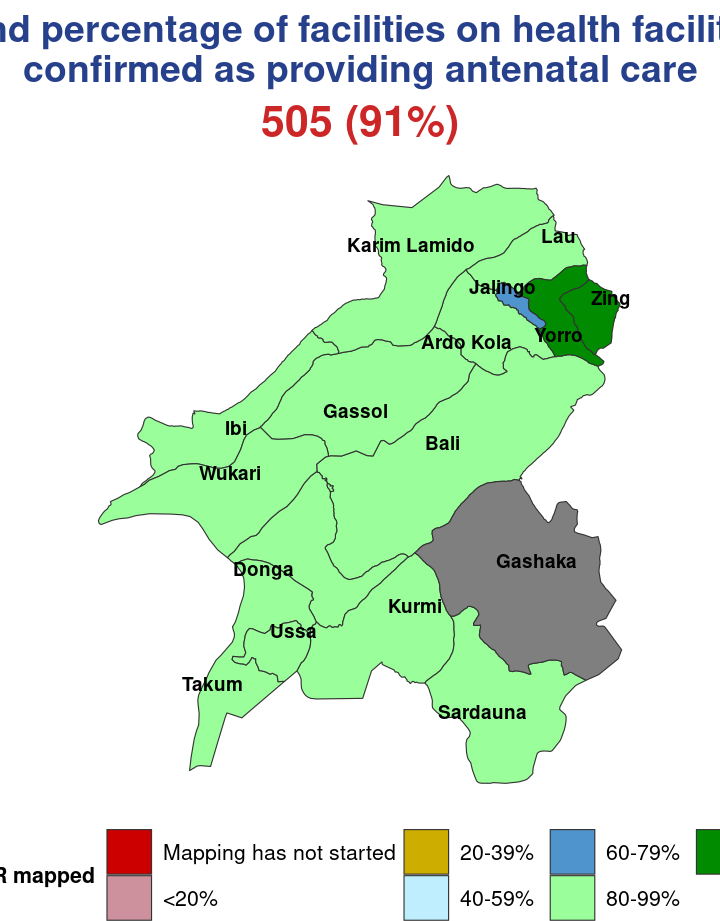 nd percentage of facilities on health facilit
confirmed as providing antenatal care
505 (91%)
Karim Lamido
Lau
Jalingo
Zing
Yorro
Ardo Kola
Gassol
Ibi
Bali
Wukari
Gashaka
Donga
Kurmi
Ussa
Takum
Sardauna
R mapped
Mapping has not started
20-39%
60-79%
<20%
40-59%
80-99%